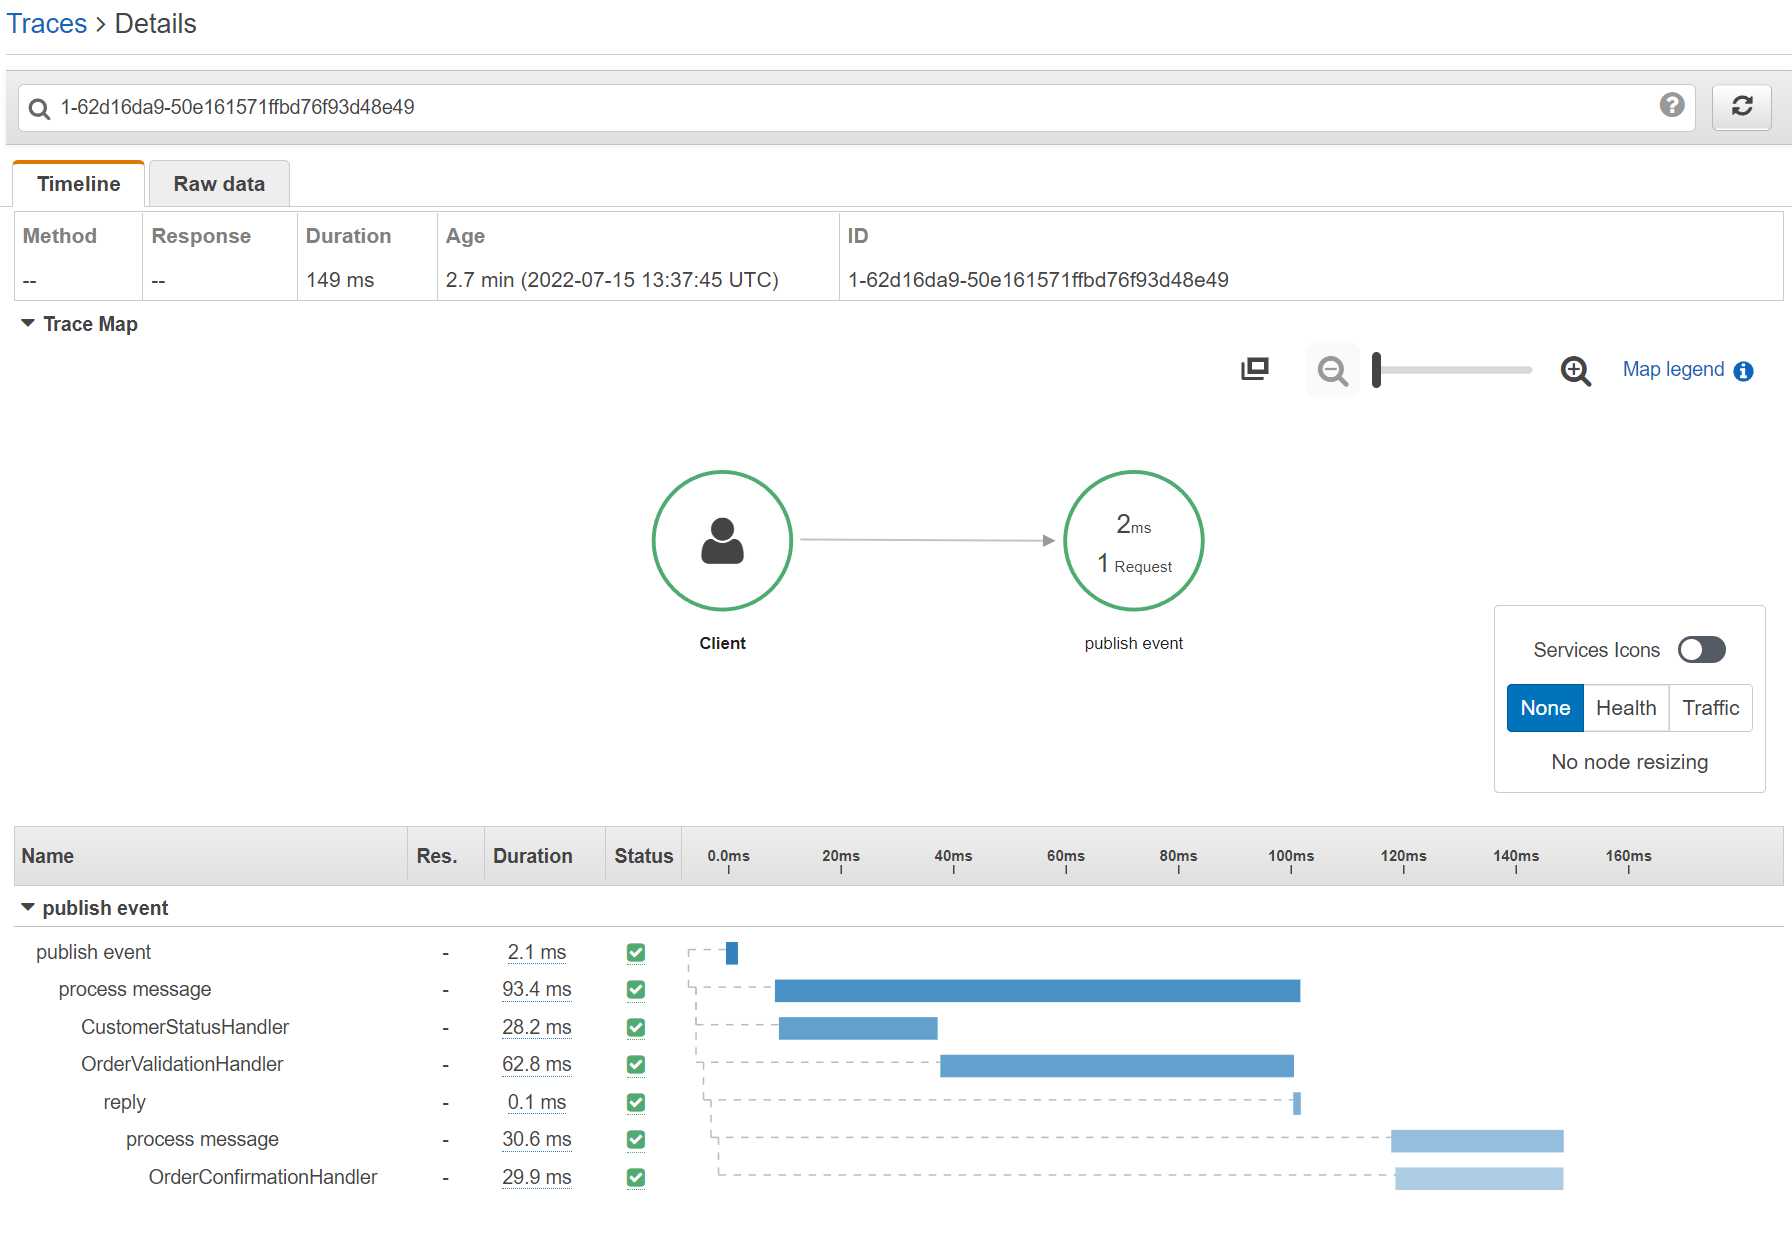 Traces > Details
1-62d16da9-50e161571ffbd76f93d48e49 ?
Timeline Raw data
Method Response Duration Age ID
-- -- 149 ms 2.7 min (2022-07-15 13:37:45 UTC) 1-62d16da9-50e161571ffbd76f93d48e49
Trace Map
Map legend i
2ms
1 Request
Client publish event
Services Icons
None Health Traffic
No node resizing
Name Res. Duration Status 0.0ms 20ms 40ms 60ms 80ms 100ms 120ms 140ms 160ms
publish event
publish event - 2.1 ms
process message - 93.4 ms
CustomerStatusHandler - 28.2 ms
OrderValidationHandler - 62.8 ms
reply - 0.1 ms
process message - 30.6 ms
OrderConfirmationHandler - 29.9 ms